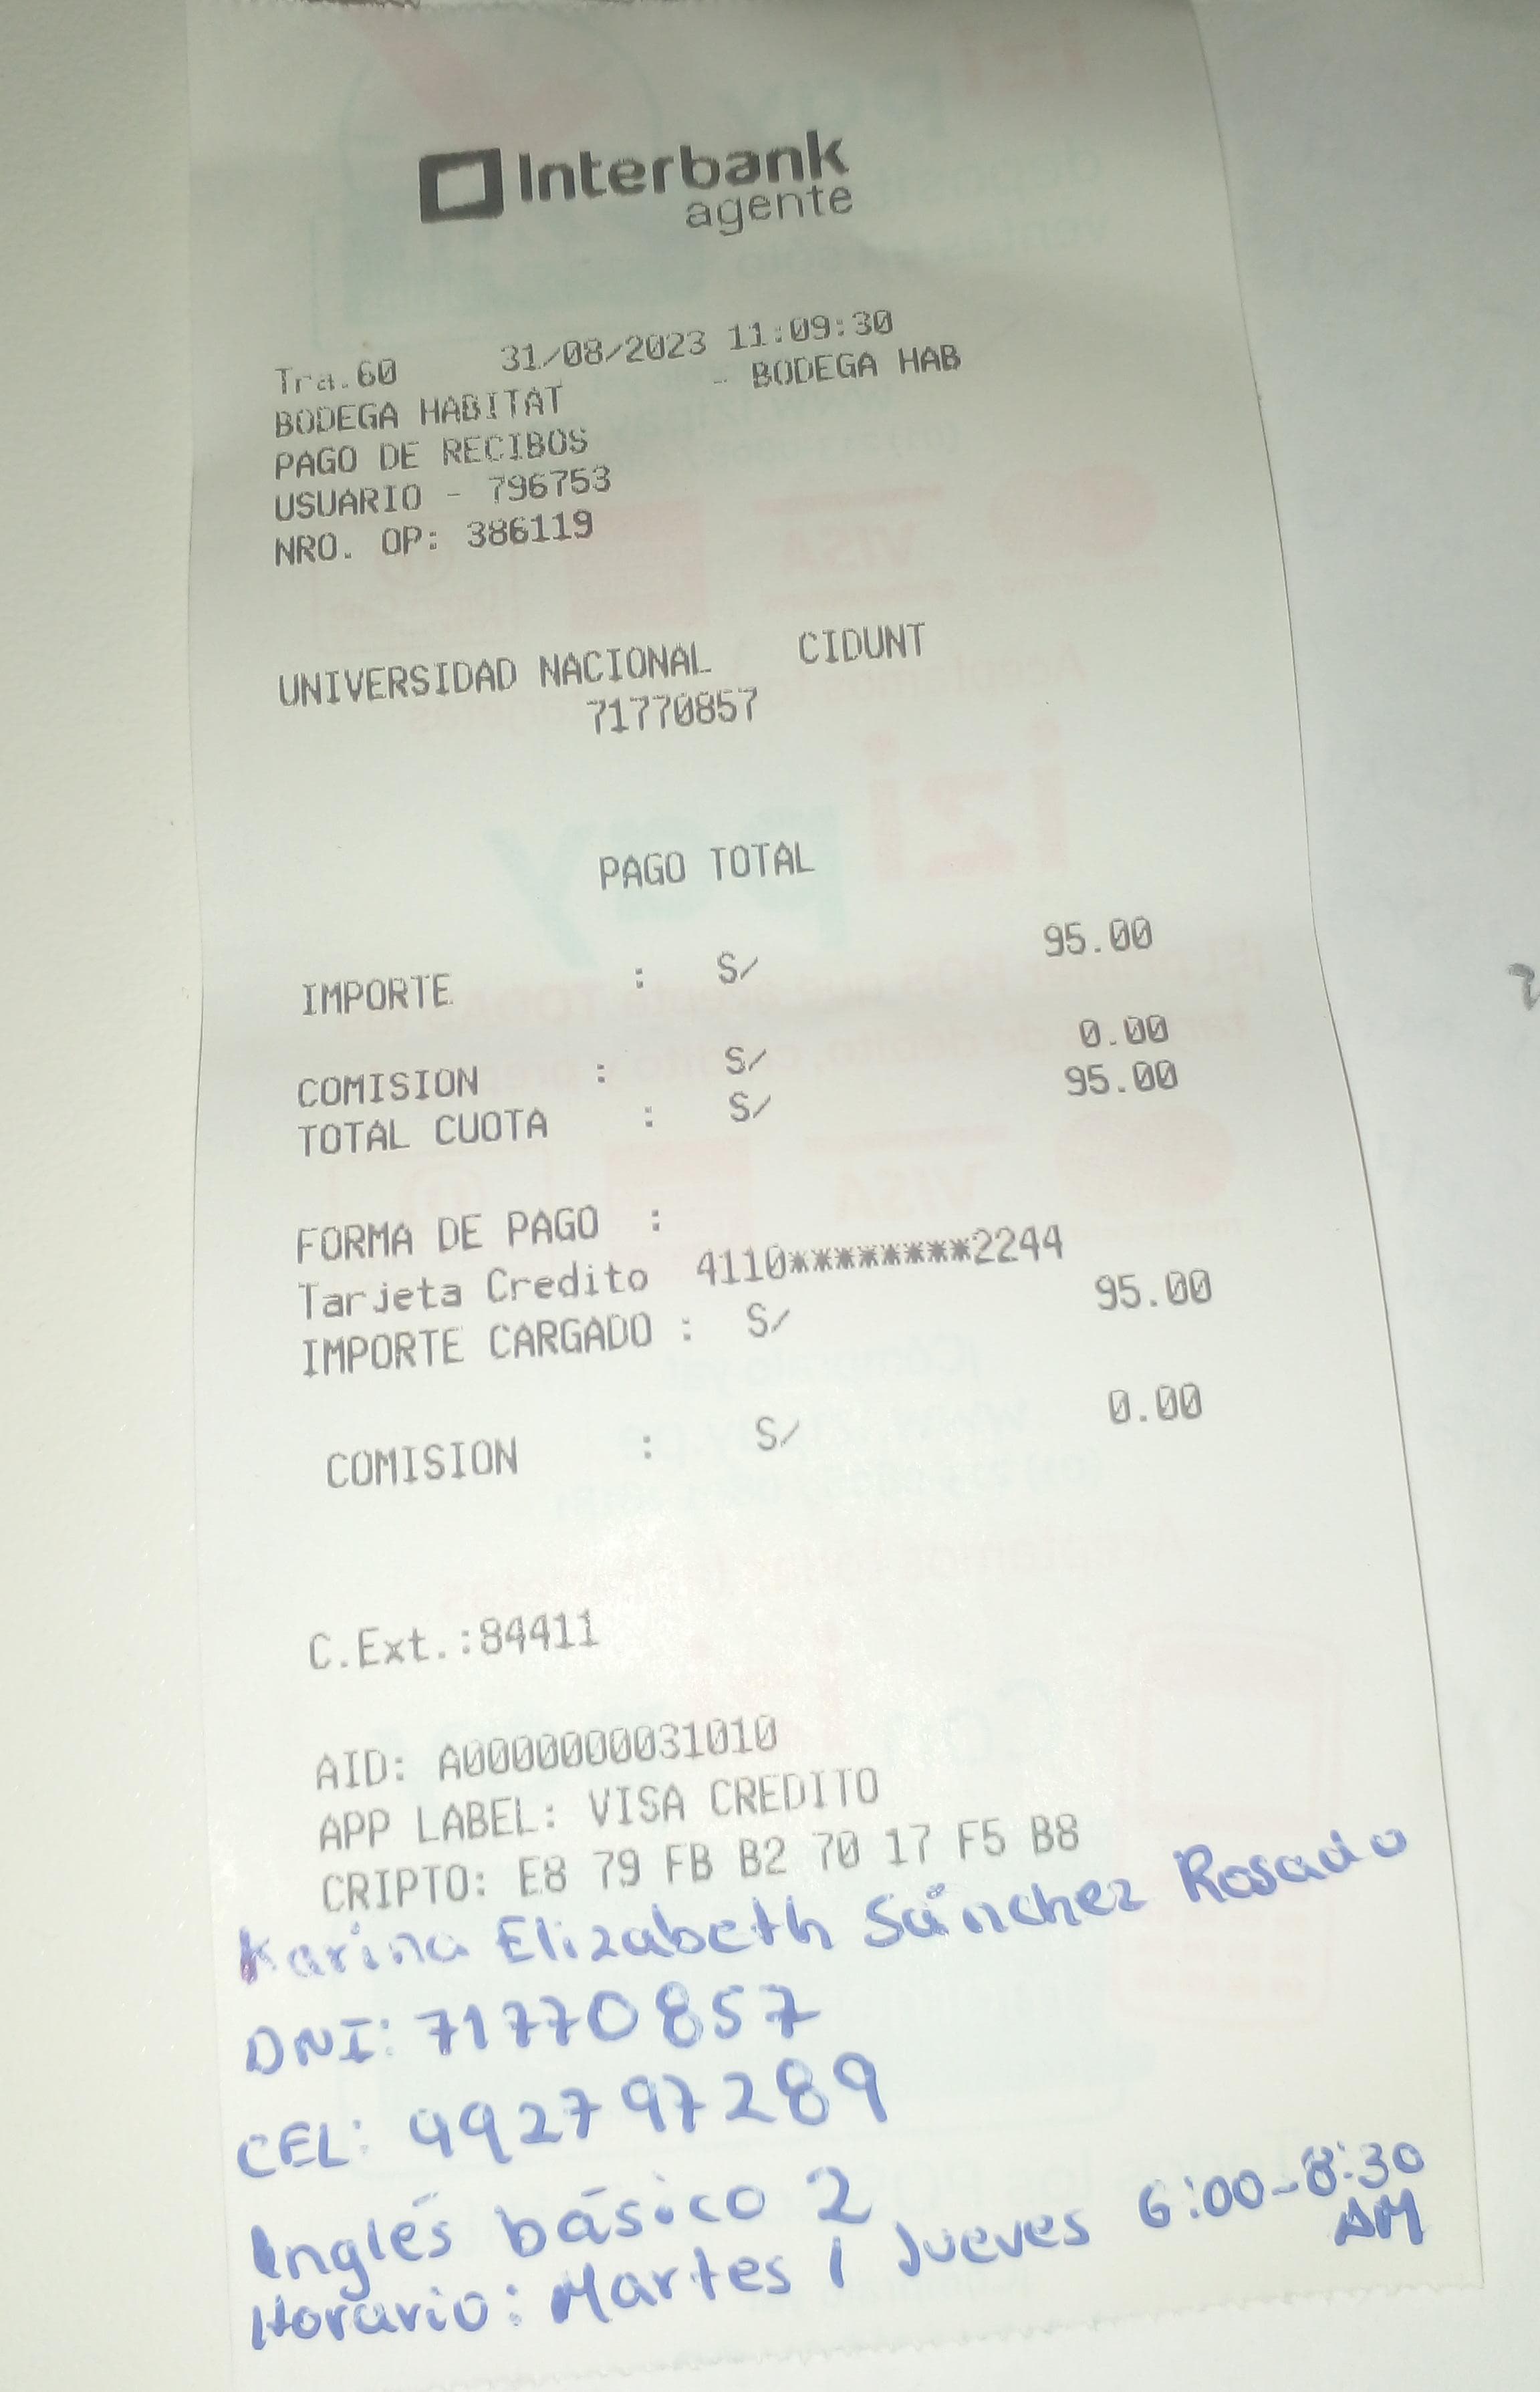 Interbank
agente
Tra.60 31/08/2023 11:09:30
BODEGA HABITAT - BODEGA HAB
PAGO DE RECIBOS
USUARIO - 796753
NRO. OP: 386119
UNIVERSIDAD NACIONAL CIDUNT
71770857
PAGO TOTAL
IMPORTE : S/ 95.00
COMISION : S/ 0.00
TOTAL CUOTA : S/ 95.00
FORMA DE PAGO :
Tarjeta Credito 4110********2244
IMPORTE CARGADO : S/ 95.00
COMISION : S/ 0.00
C.Ext.:84411
AID: A0000000031010
APP LABEL: VISA CREDITO
CRIPTO: E8 79 FB B2 70 17 F5 B8
Karina Elizabeth Sánchez Rosado
DNI: 71770857
CEL: 992797289
Inglés básico 2
Horario: Martes / Jueves 6:00-8:30
AM